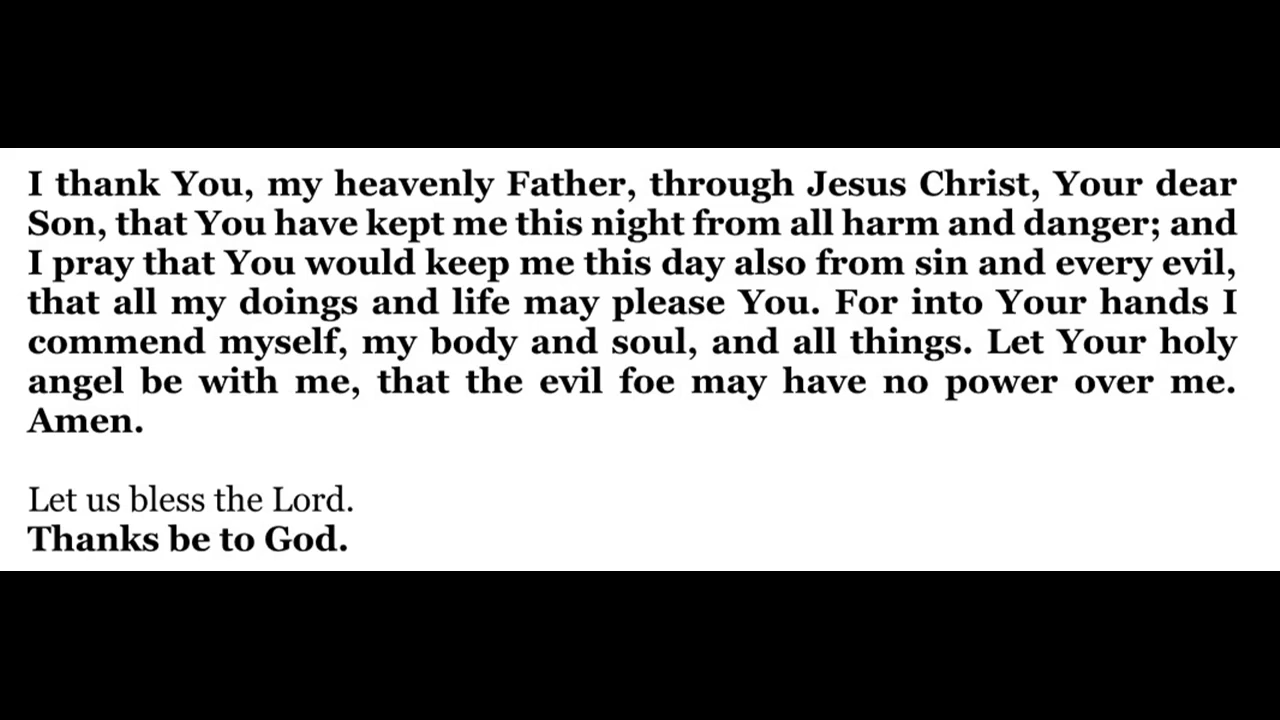 I thank You, my heavenly Father, through Jesus Christ, Your dear
Son, that You have kept me this night from all harm and danger; and
I pray that You would keep me this day also from sin and every evil,
that all my doings and life may please You. For into Your hands I
commend myself, my body and soul, and all things. Let Your holy
angel be with me, that the evil foe may have no power over me.
Amen.
Let us bless the Lord.
Thanks be to God.